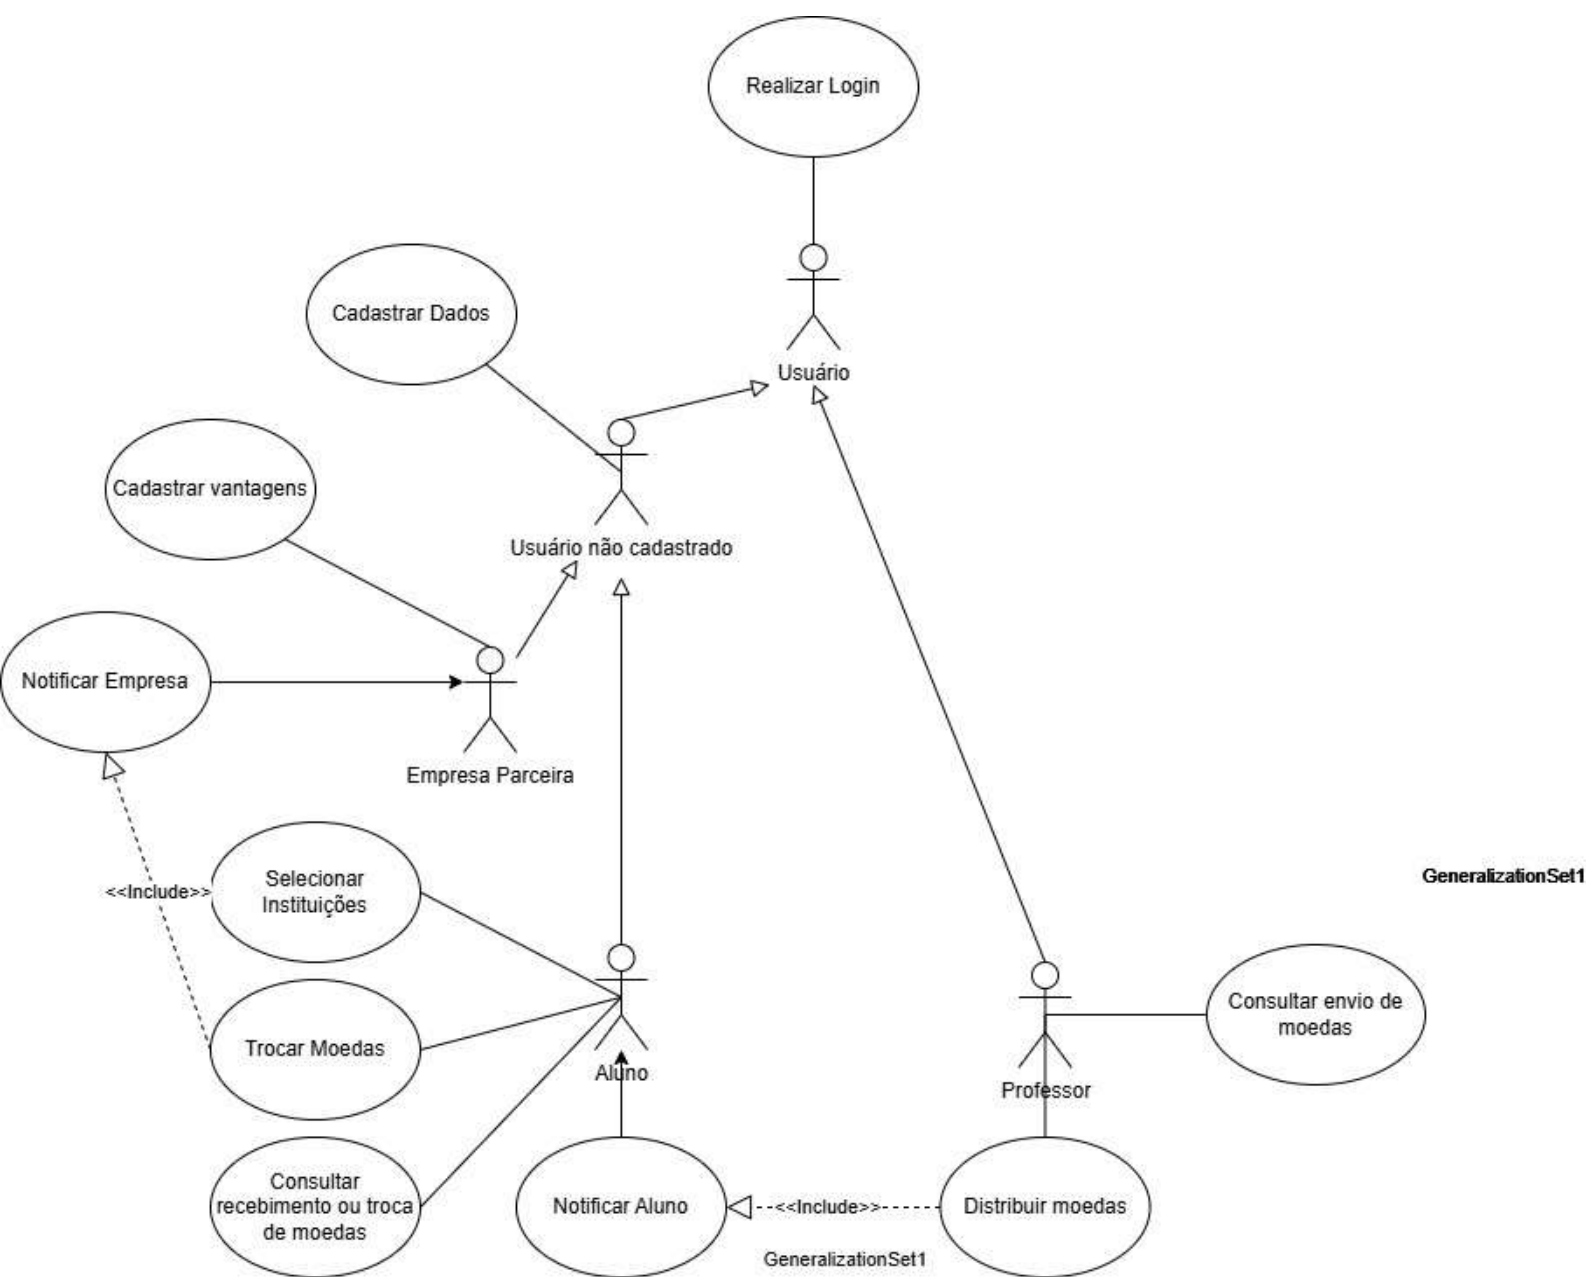 Realizar Login
Cadastrar Dados
Usuário
Cadastrar vantagens
Usuário não cadastrado
Notificar Empresa
Empresa Parceira
<<Include>>
Selecionar
Instituições
GeneralizationSet1
Trocar Moedas
Aluno
Consultar envio de
moedas
Professor
Consultar
recebimento ou troca
de moedas
Notificar Aluno
<<Include>>
Distribuir moedas
GeneralizationSet1